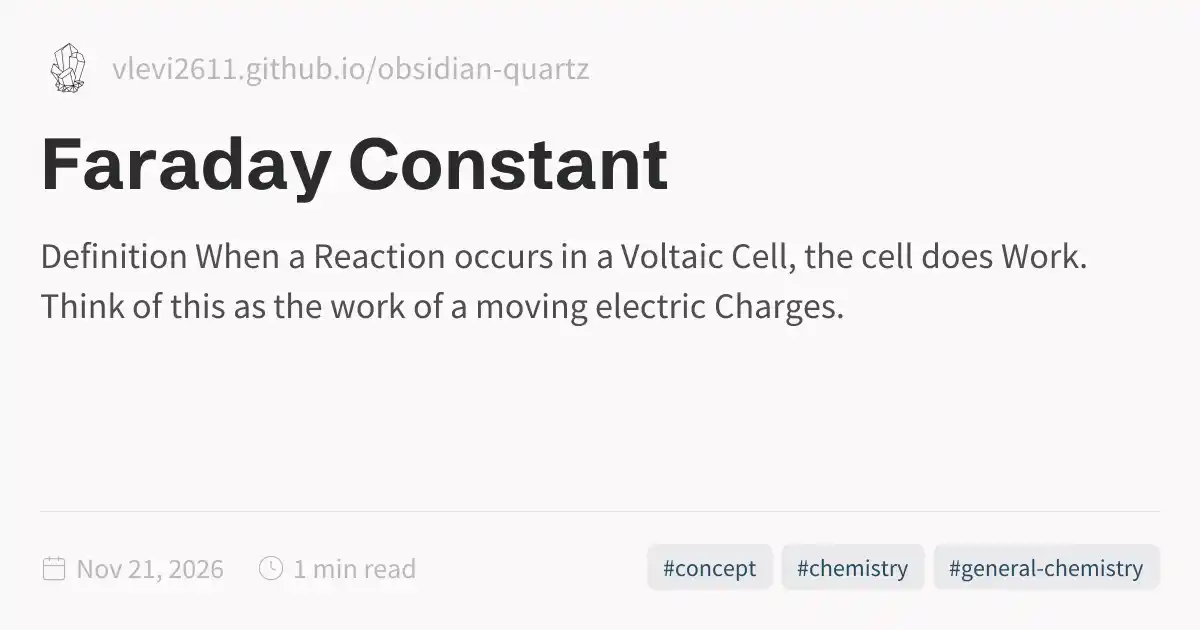 vlevi2611.github.io/obsidian-quartz
Faraday Constant
Definition When a Reaction occurs in a Voltaic Cell, the cell does Work.
Think of this as the work of a moving electric Charges.
Nov 21, 2026 1 min read #concept #chemistry #general-chemistry